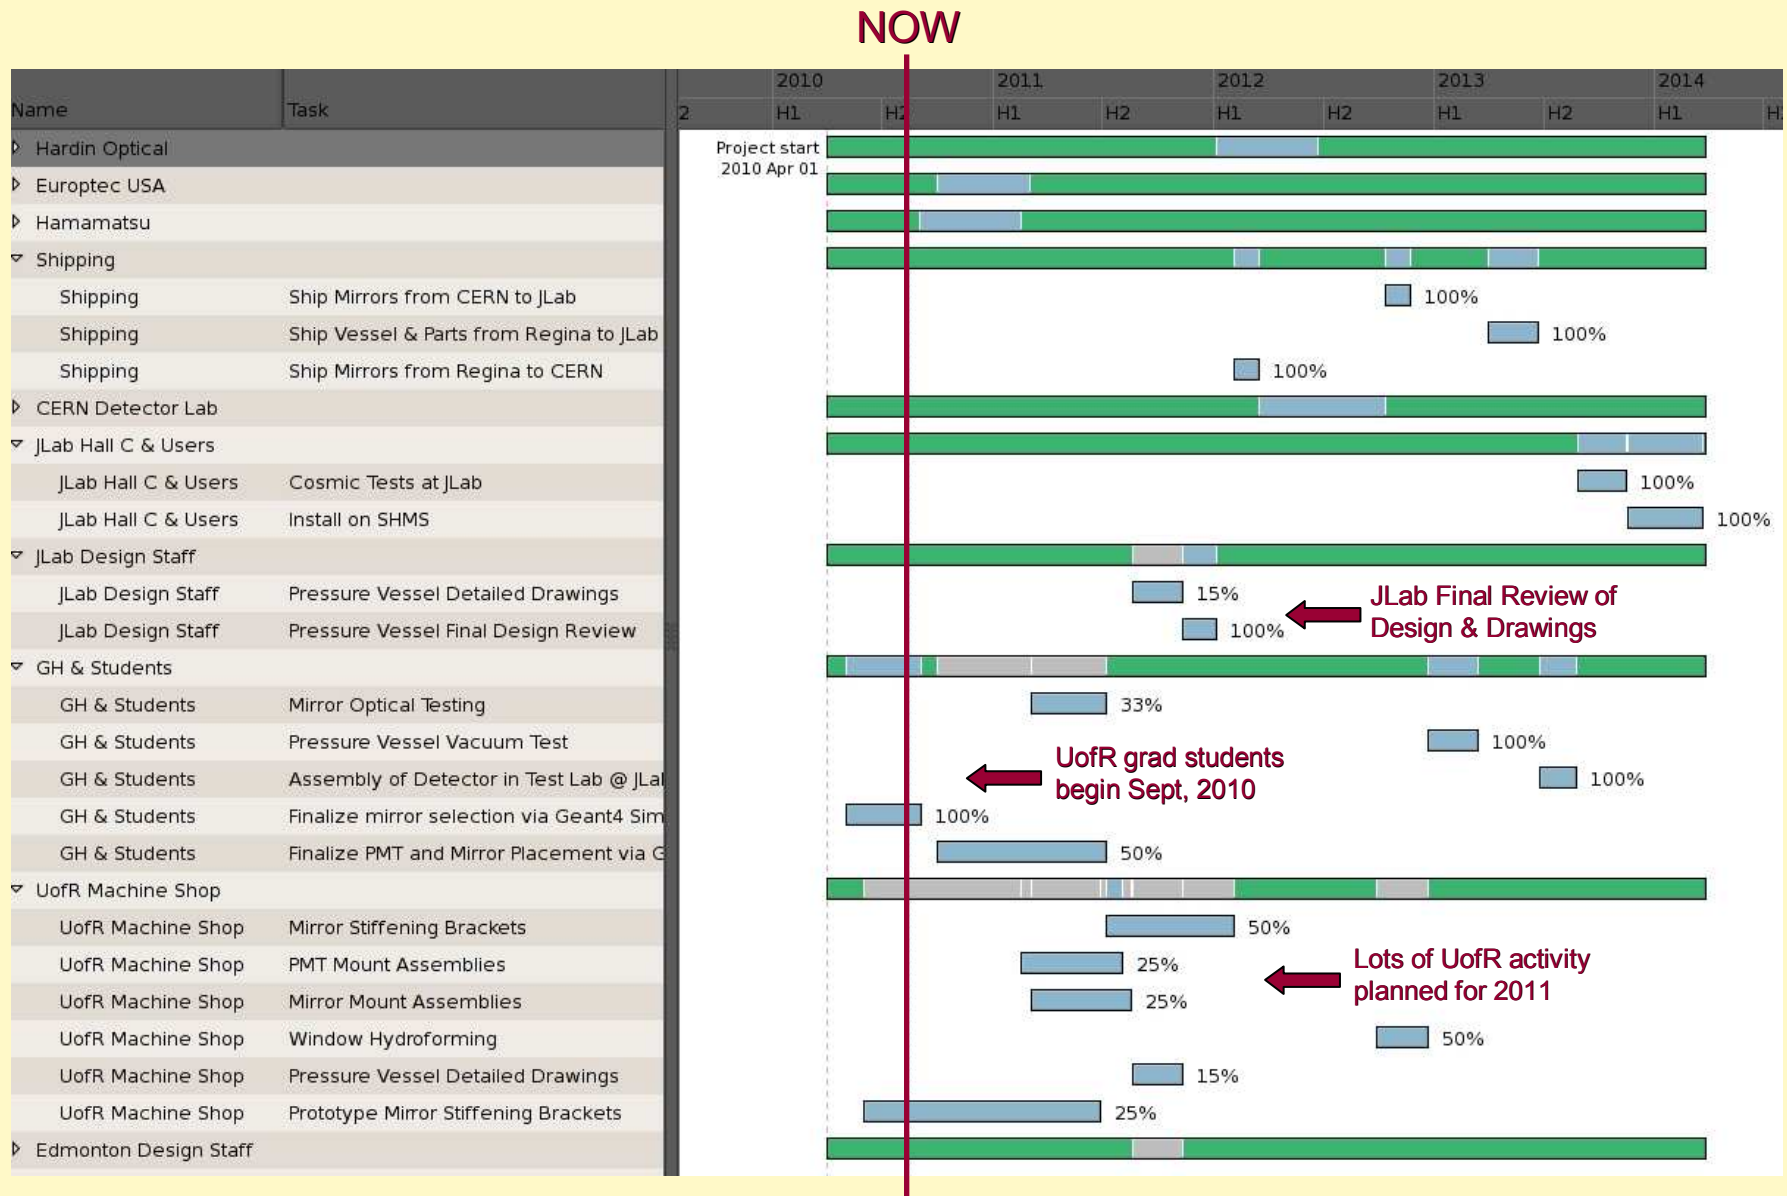 NOW
2010 2011 2012 2013 2014
Name Task 2 H1 H2 H1 H2 H1 H2 H1 H2 H1 H
Hardin Optical Project start
2010 Apr 01
Europtec USA
Hamamatsu
Shipping
Shipping Ship Mirrors from CERN to JLab 100%
Shipping Ship Vessel & Parts from Regina to JLab 100%
Shipping Ship Mirrors from Regina to CERN 100%
CERN Detector Lab
JLab Hall C & Users
JLab Hall C & Users Cosmic Tests at JLab 100%
JLab Hall C & Users Install on SHMS 100%
JLab Design Staff
JLab Design Staff Pressure Vessel Detailed Drawings 15%
JLab Design Staff Pressure Vessel Final Design Review 100%
JLab Final Review of
Design & Drawings
GH & Students
GH & Students Mirror Optical Testing 33%
GH & Students Pressure Vessel Vacuum Test 100%
UofR grad students
begin Sept, 2010
GH & Students Assembly of Detector in Test Lab @ JLal 100%
GH & Students Finalize mirror selection via Geant4 Sim 100%
GH & Students Finalize PMT and Mirror Placement via G 50%
UofR Machine Shop
UofR Machine Shop Mirror Stiffening Brackets 50%
UofR Machine Shop PMT Mount Assemblies 25%
Lots of UofR activity
planned for 2011
UofR Machine Shop Mirror Mount Assemblies 25%
UofR Machine Shop Window Hydroforming 50%
UofR Machine Shop Pressure Vessel Detailed Drawings 15%
UofR Machine Shop Prototype Mirror Stiffening Brackets 25%
Edmonton Design Staff